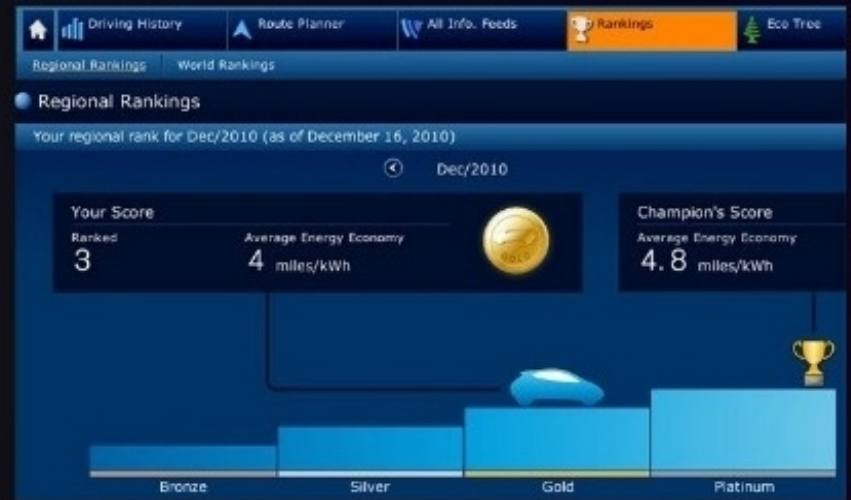 Driving History
Route Planner
All Info. Feeds
Rankings
Eco Tree
Regional Rankings
World Rankings
Regional Rankings
Your regional rank for Dec/2010 (as of December 16, 2010)
Dec/2010
Your Score
Ranked
3
Average Energy Economy
4 miles/kWh
GOLD
Champion's Score
Average Energy Economy
4.8 miles/kWh
Bronze
Silver
Gold
Platinum